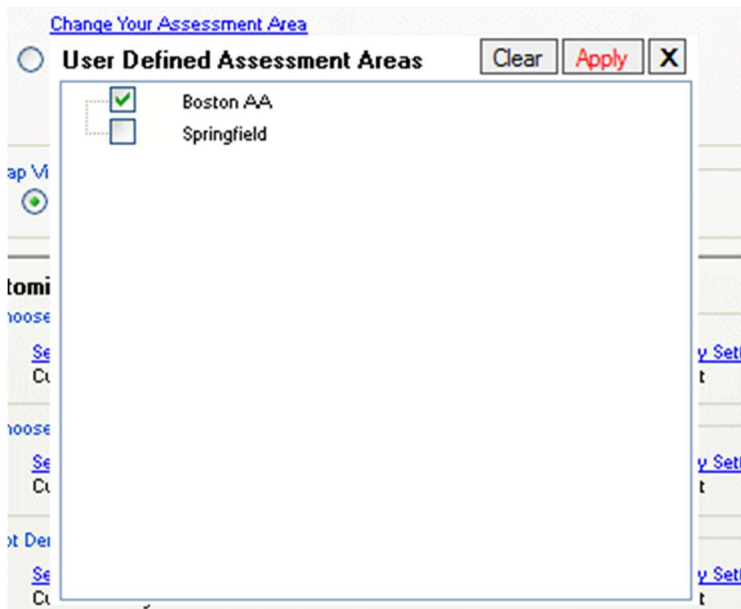 Change Your Assessment Area
User Defined Assessment Areas Clear Apply X
Boston AA
Springfield